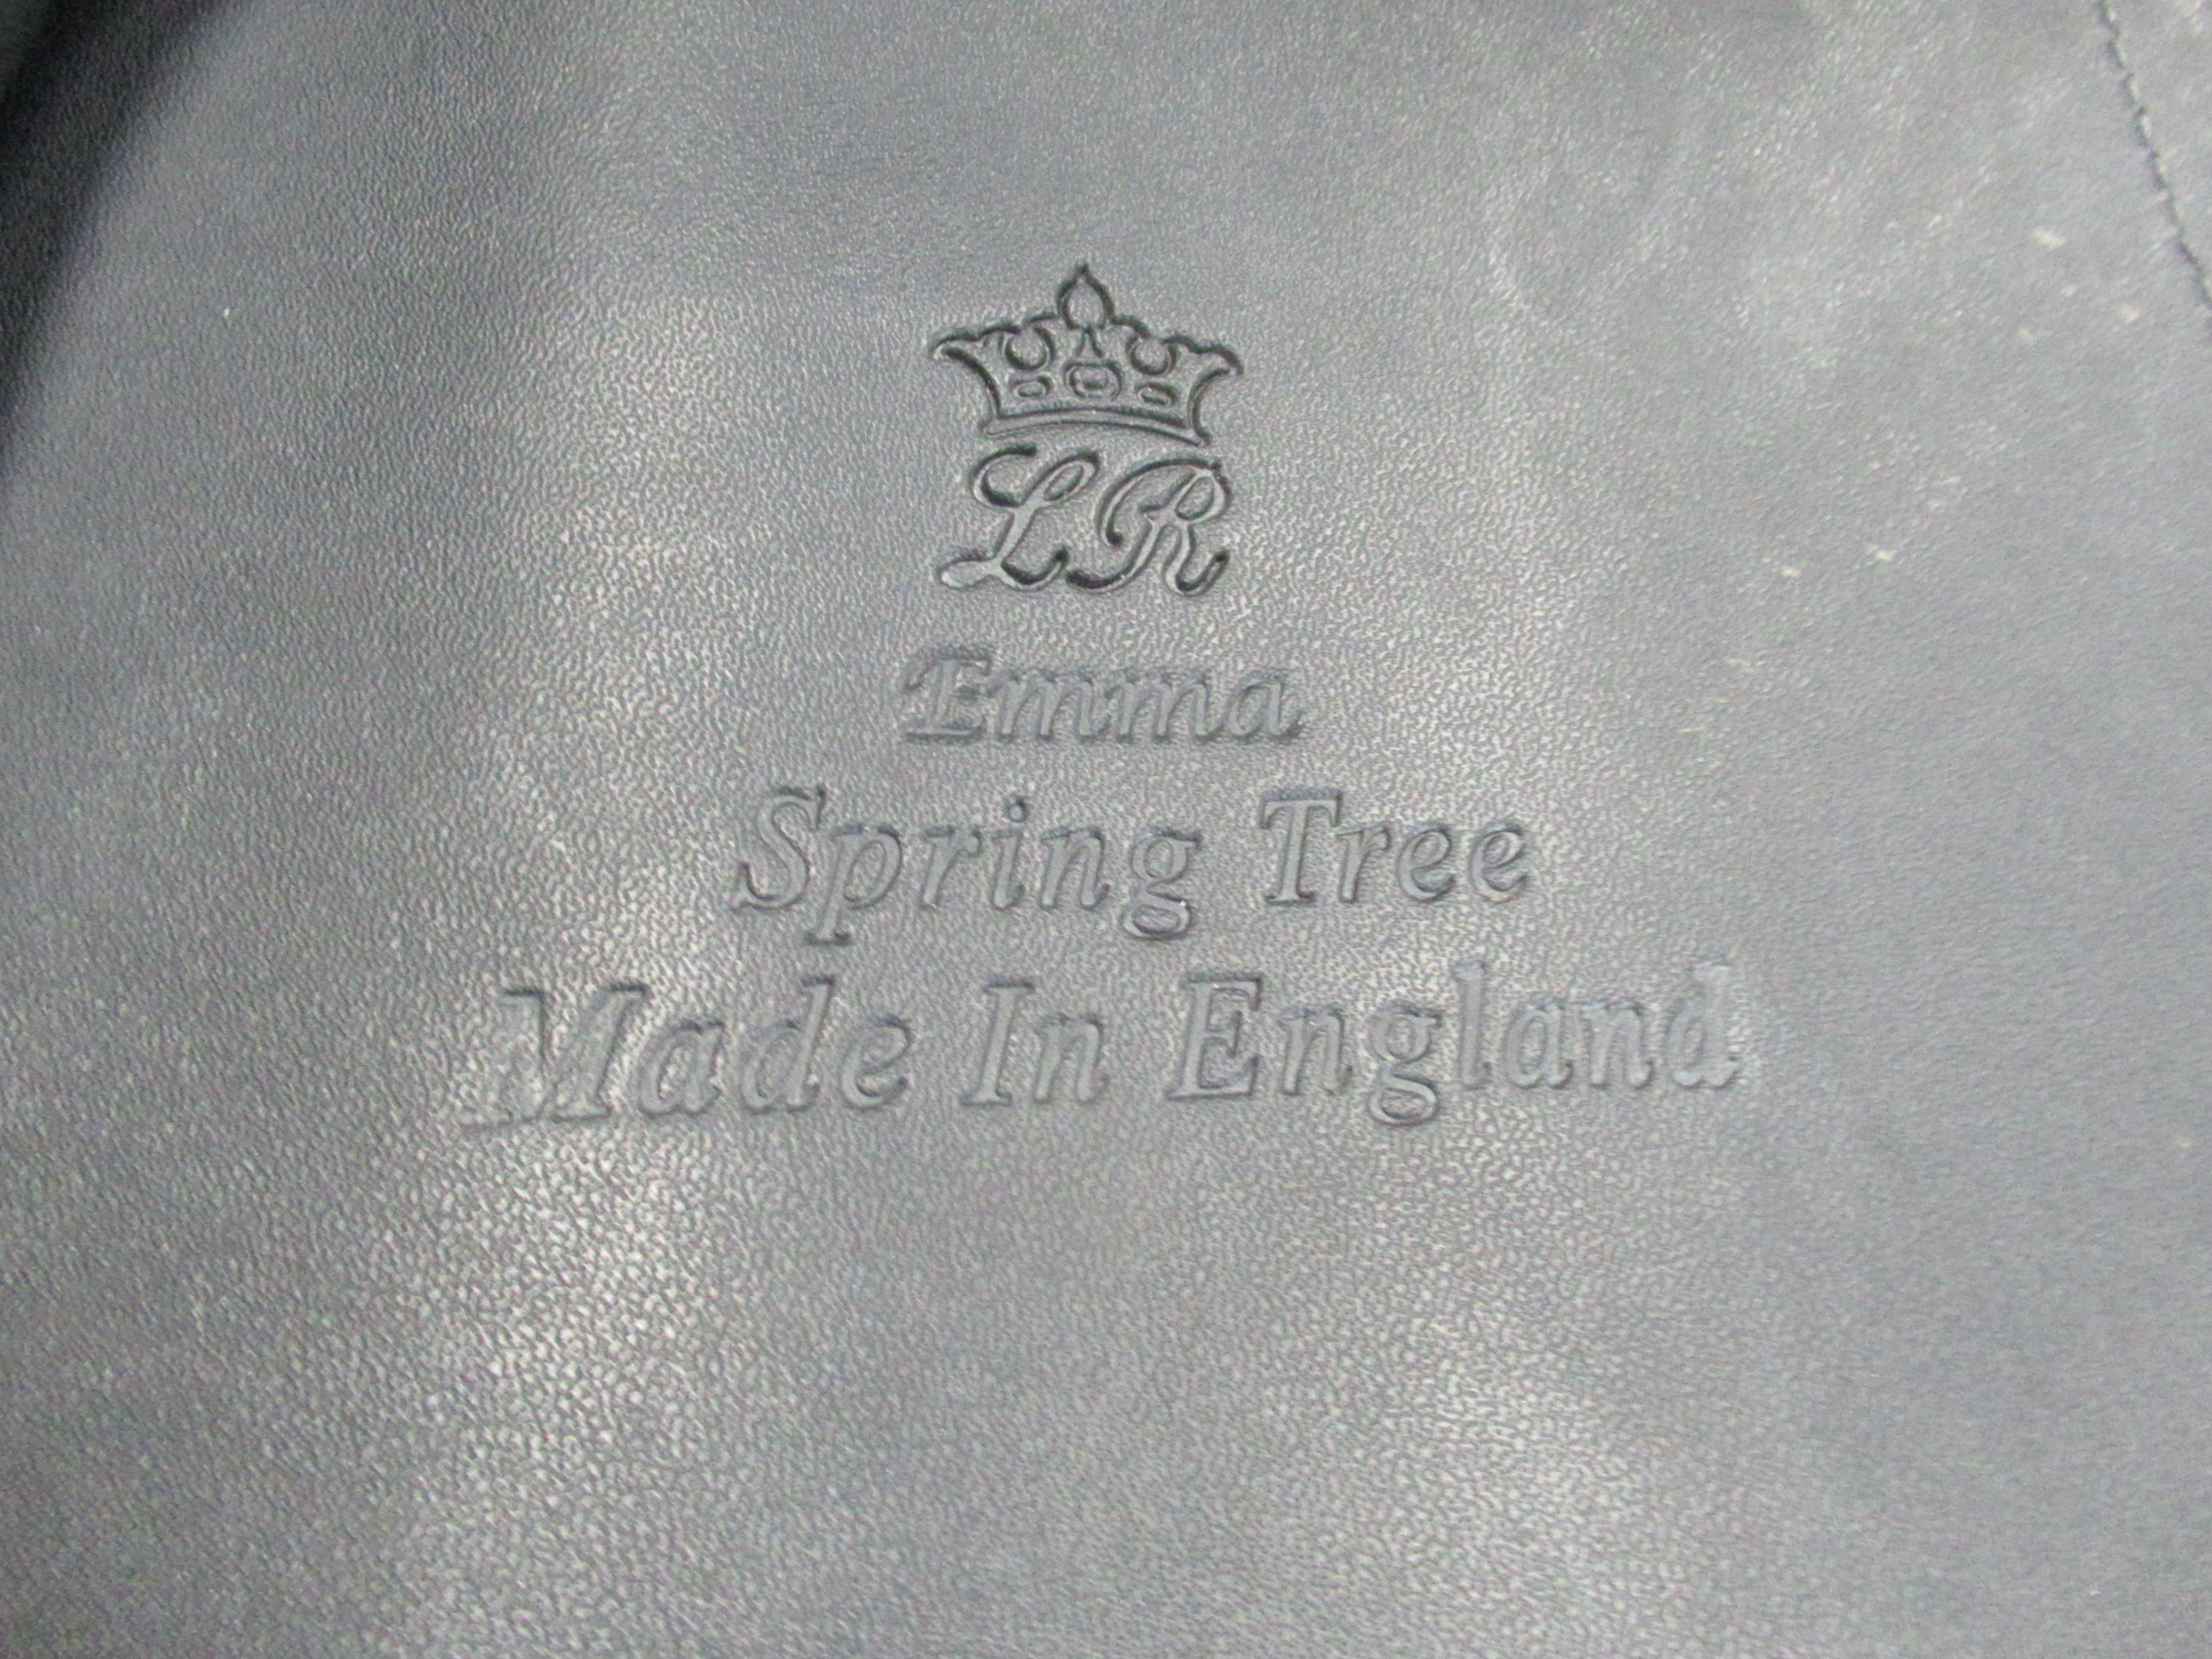 LR
Emma
Spring Tree
Made In England